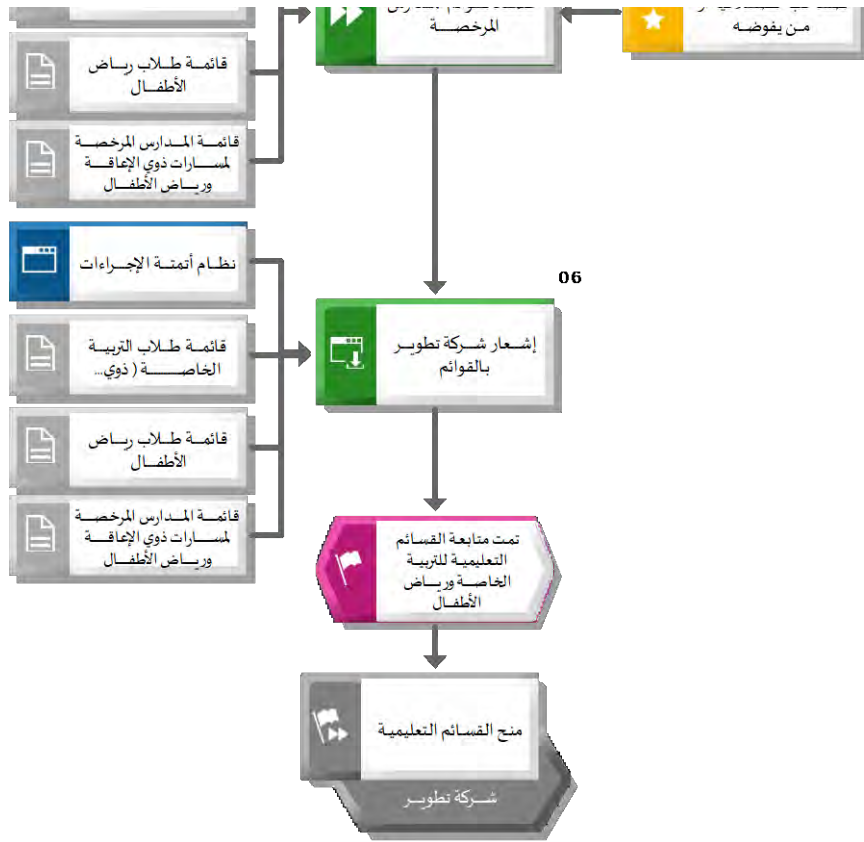 المرخصة
من يفوضه
قائمة طلاب رياض
الأطفال
قائمة المدارس المرخصة
لمسارات ذوي الإعاقة
ورياض الأطفال
نظام أتمتة الإجراءات
06
إشعار شركة تطوير
بالقوائم
قائمة طلاب التربية
الخاصة (ذوي...
قائمة طلاب رياض
الأطفال
قائمة المدارس المرخصة
لمسارات ذوي الإعاقة
ورياض الأطفال
تمت متابعة القسائم
التعليمية للتربية
الخاصة ورياض
الأطفال
منح القسائم التعليمية
شركة تطوير